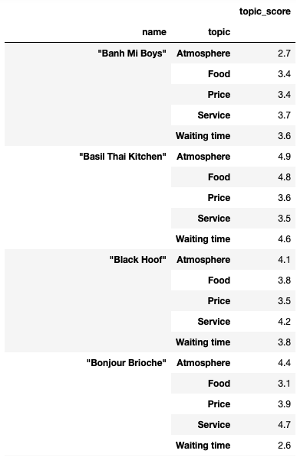 topic_score
name topic
"Banh Mi Boys" Atmosphere 2.7
Food 3.4
Price 3.4
Service 3.7
Waiting time 3.6
"Basil Thai Kitchen" Atmosphere 4.9
Food 4.8
Price 3.6
Service 3.5
Waiting time 4.6
"Black Hoof" Atmosphere 4.1
Food 3.8
Price 3.5
Service 4.2
Waiting time 3.8
"Bonjour Brioche" Atmosphere 4.4
Food 3.1
Price 3.9
Service 4.7
Waiting time 2.6